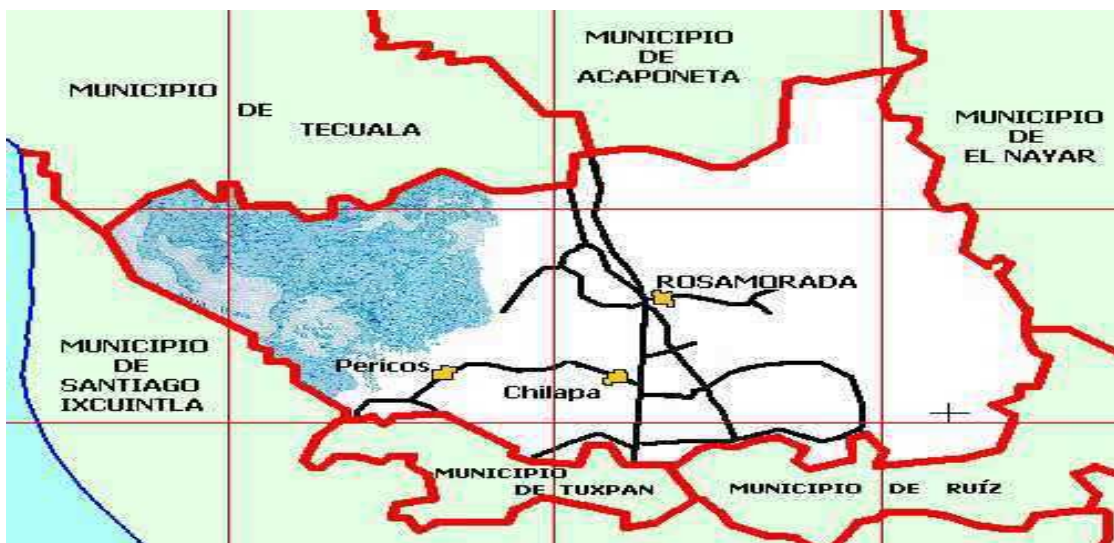 MUNICIPIO
DE
TECUALA
MUNICIPIO
DE
ACAPONETA
MUNICIPIO
DE
EL NAYAR
ROSAMORADA
MUNICIPIO
DE
SANTIAGO
IXCUINTLA
Pericos
Chilapa
MUNICIPIO
DE TUXPAN
MUNICIPIO DE RUÍZ